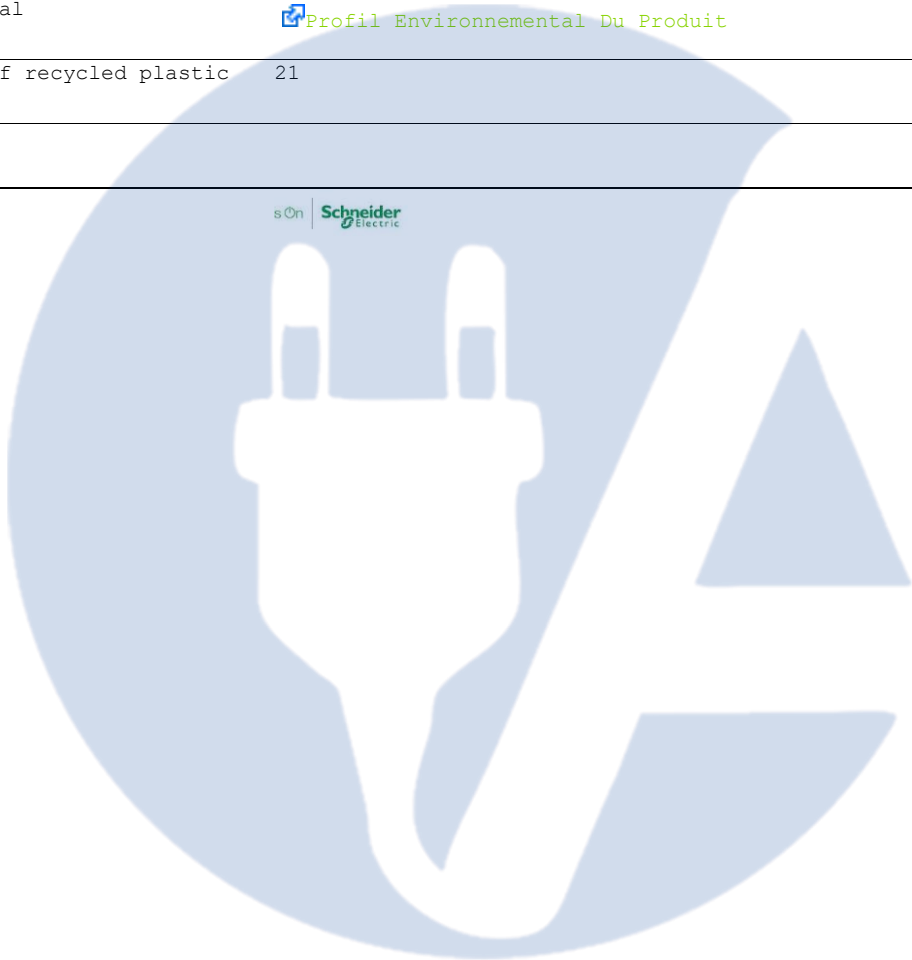 al Profil Environnemental Du Produit
f recycled plastic 21
s On Schneider
Electric